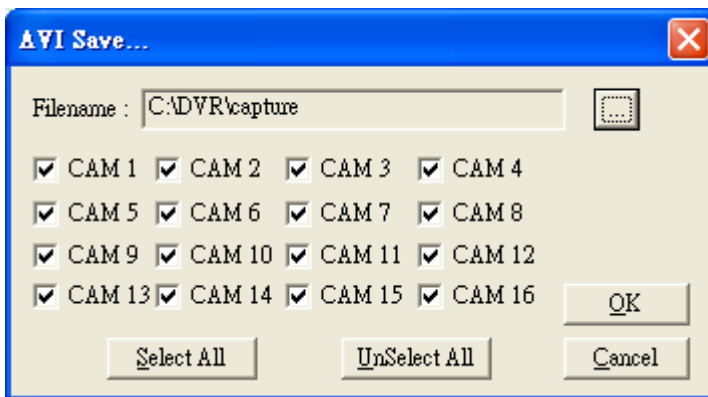 AVI Save...
Filename : C:\DVR\capture ...
CAM 1 CAM 2 CAM 3 CAM 4
CAM 5 CAM 6 CAM 7 CAM 8
CAM 9 CAM 10 CAM 11 CAM 12
CAM 13 CAM 14 CAM 15 CAM 16
OK
Select All UnSelect All Cancel